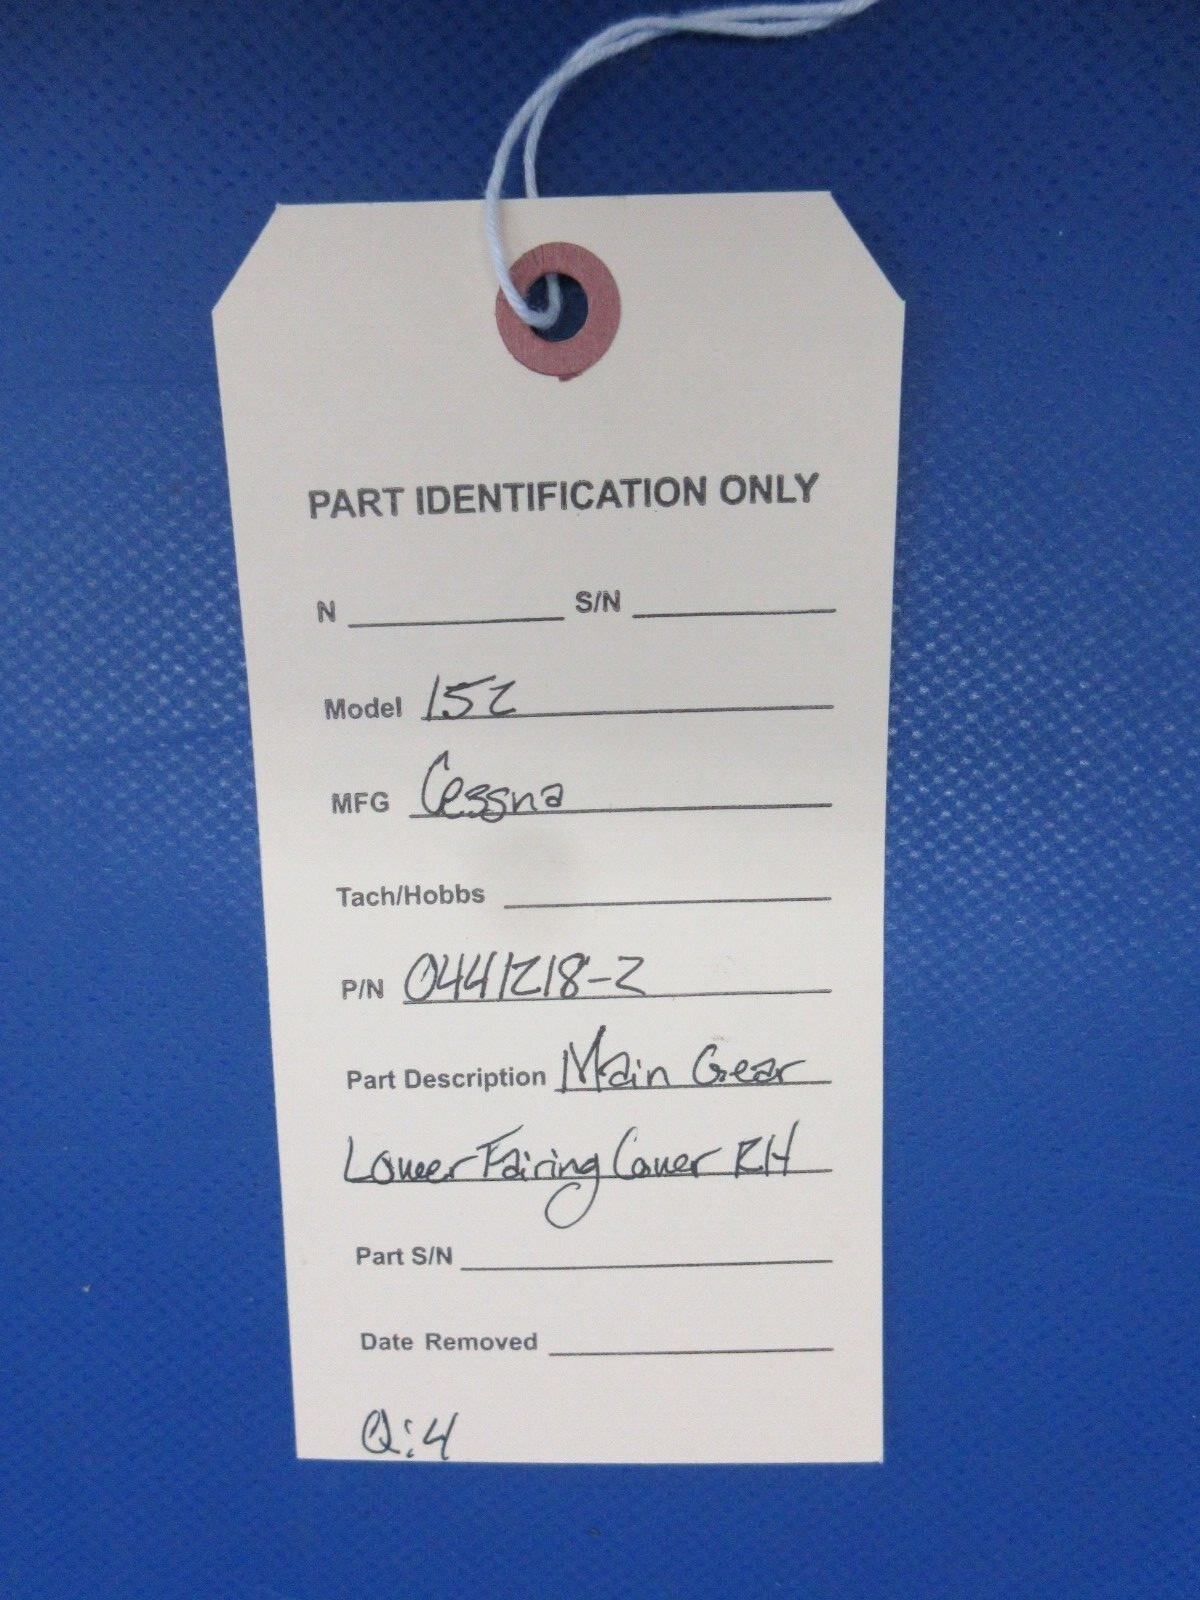 PART IDENTIFICATION ONLY
N S/N
Model 152
MFG Cessna
Tach/Hobbs
P/N 0441218-2
Part Description Main Gear
Lower Fairing Cover RH
Part S/N
Date Removed
Q:4